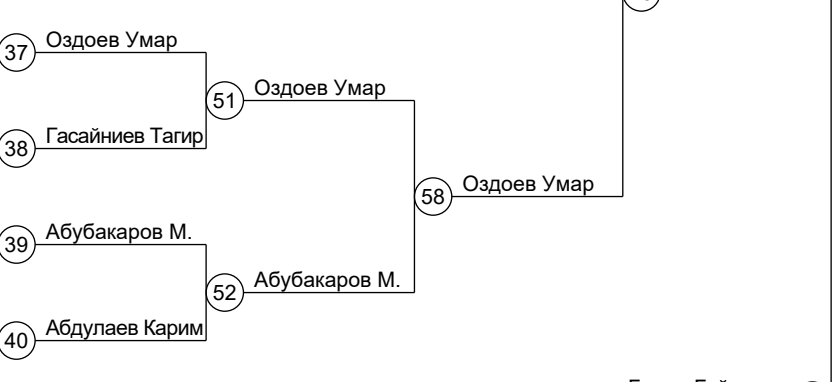 37 Оздоев Умар
51 Оздоев Умар
38 Гасайниев Тагир
58 Оздоев Умар
39 Абубакаров М.
52 Абубакаров М.
40 Абдулаев Карим